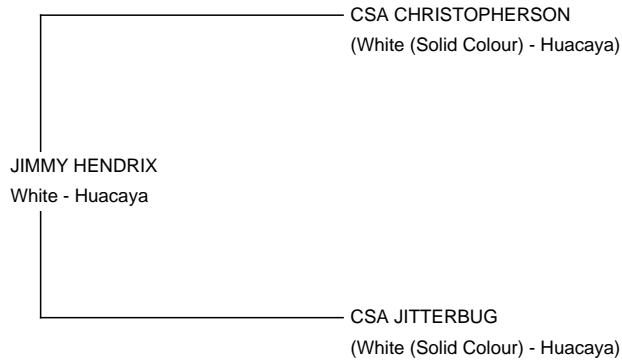 CSA CHRISTOPHERSON
(White (Solid Colour) - Huacaya)
JIMMY HENDRIX
White - Huacaya
CSA JITTERBUG
(White (Solid Colour) - Huacaya)